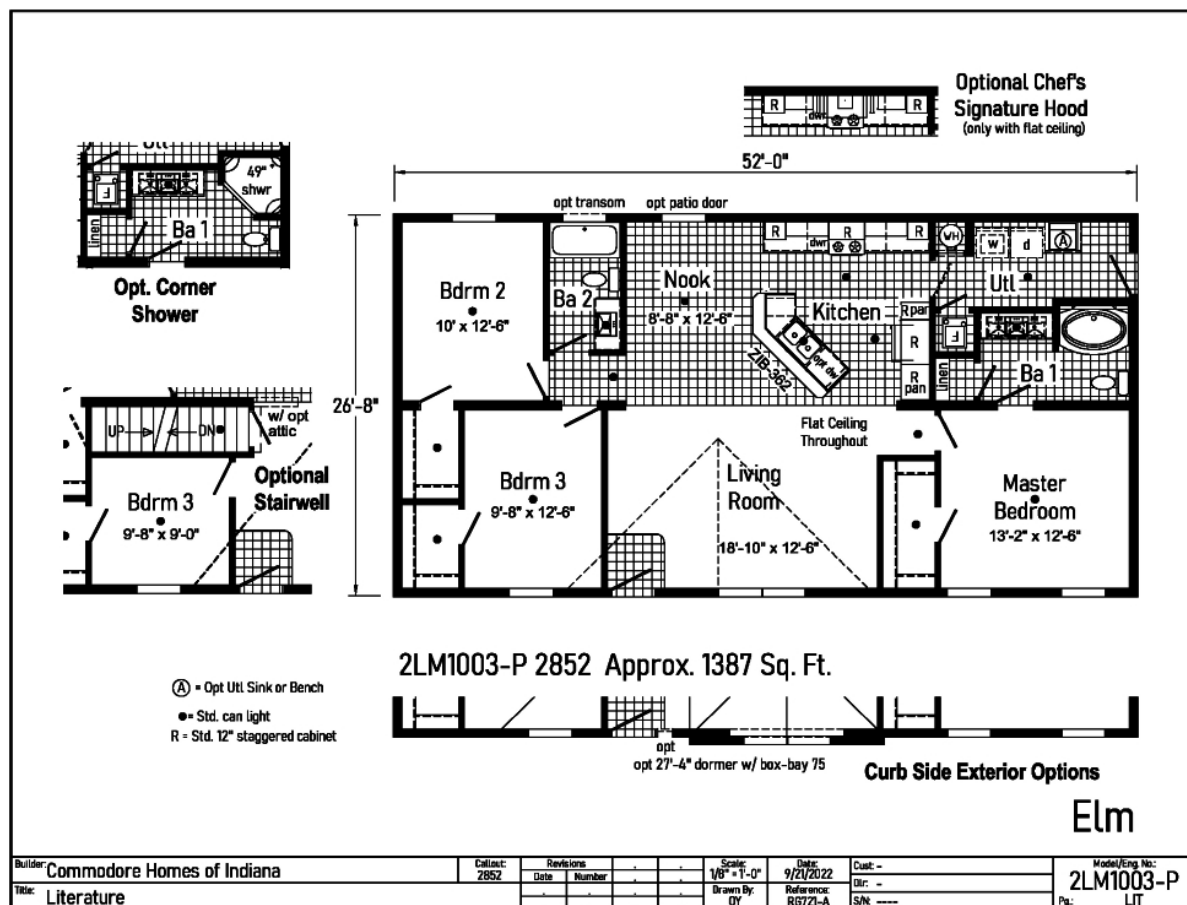 Optional Chef's
Signature Hood
(only with flat ceiling)
R
dwr
R
52'-0"
Utl
49"
shwr
F
linen
Ba 1
Opt. Corner
Shower
opt transom
opt patio door
R
dwr
R
R
WH
w
d
A
Bdrm 2
10' x 12'-6"
Ba 2
Nook
8'-8" x 12'-6"
Kitchen
ZIB-362
opt dw
R pan
R
R
pan
Utl
F
linen
Ba 1
26'-8"
UP
DN
w/ opt
attic
Optional
Stairwell
Bdrm 3
9'-8" x 9'-0"
Bdrm 3
9'-8" x 12'-6"
Flat Ceiling
Throughout
Living
Room
18'-10" x 12'-6"
Master
Bedroom
13'-2" x 12'-6"
2LM1003-P 2852 Approx. 1387 Sq. Ft.
A = Opt Utl Sink or Bench
●= Std. can light
R = Std. 12" staggered cabinet
opt
opt 27'-4" dormer w/ box-bay 75
Curb Side Exterior Options
Elm
Builder: Commodore Homes of Indiana
Callout:
2852
Revisions
Date Number
Scale:
1/8" = 1'-0"
Date:
9/21/2022
Cust: -
Model/Eng. No.:
2LM1003-P
Title: Literature
Drawn By:
Reference:
RG721-A
Dlr: -
S/N: ----
Pg.: LIT